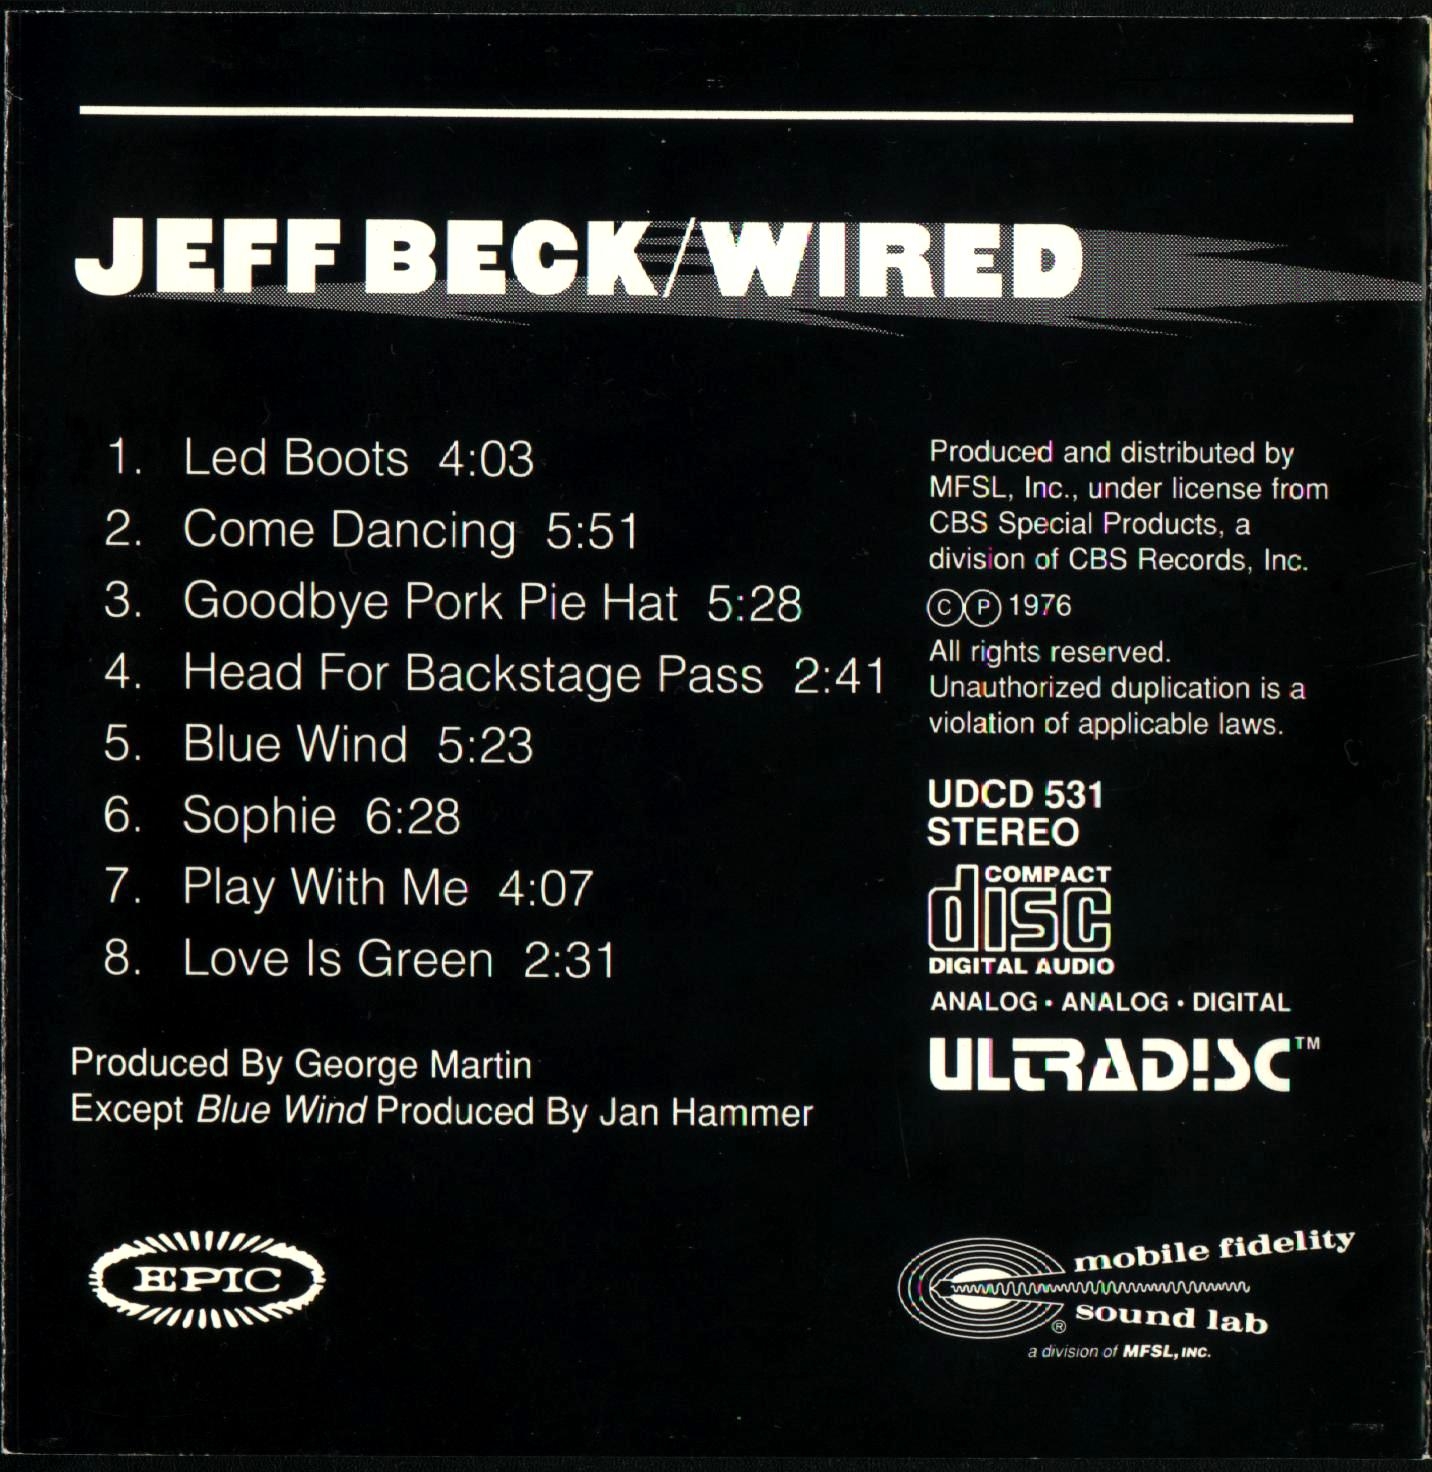 JEFF BECK/WIRED
1. Led Boots 4:03
2. Come Dancing 5:51
3. Goodbye Pork Pie Hat 5:28
4. Head For Backstage Pass 2:41
5. Blue Wind 5:23
6. Sophie 6:28
7. Play With Me 4:07
8. Love Is Green 2:31
Produced By George Martin
Except Blue Wind Produced By Jan Hammer
EPIC
Produced and distributed by
MFSL, Inc., under license from
CBS Special Products, a
division of CBS Records, Inc.
©℗ 1976
All rights reserved.
Unauthorized duplication is a
violation of applicable laws.
UDCD 531
STEREO
COMPACT
disc
DIGITAL AUDIO
ANALOG • ANALOG • DIGITAL
ULTRADISC™
mobile fidelity
sound lab
®
a division of MFSL, INC.